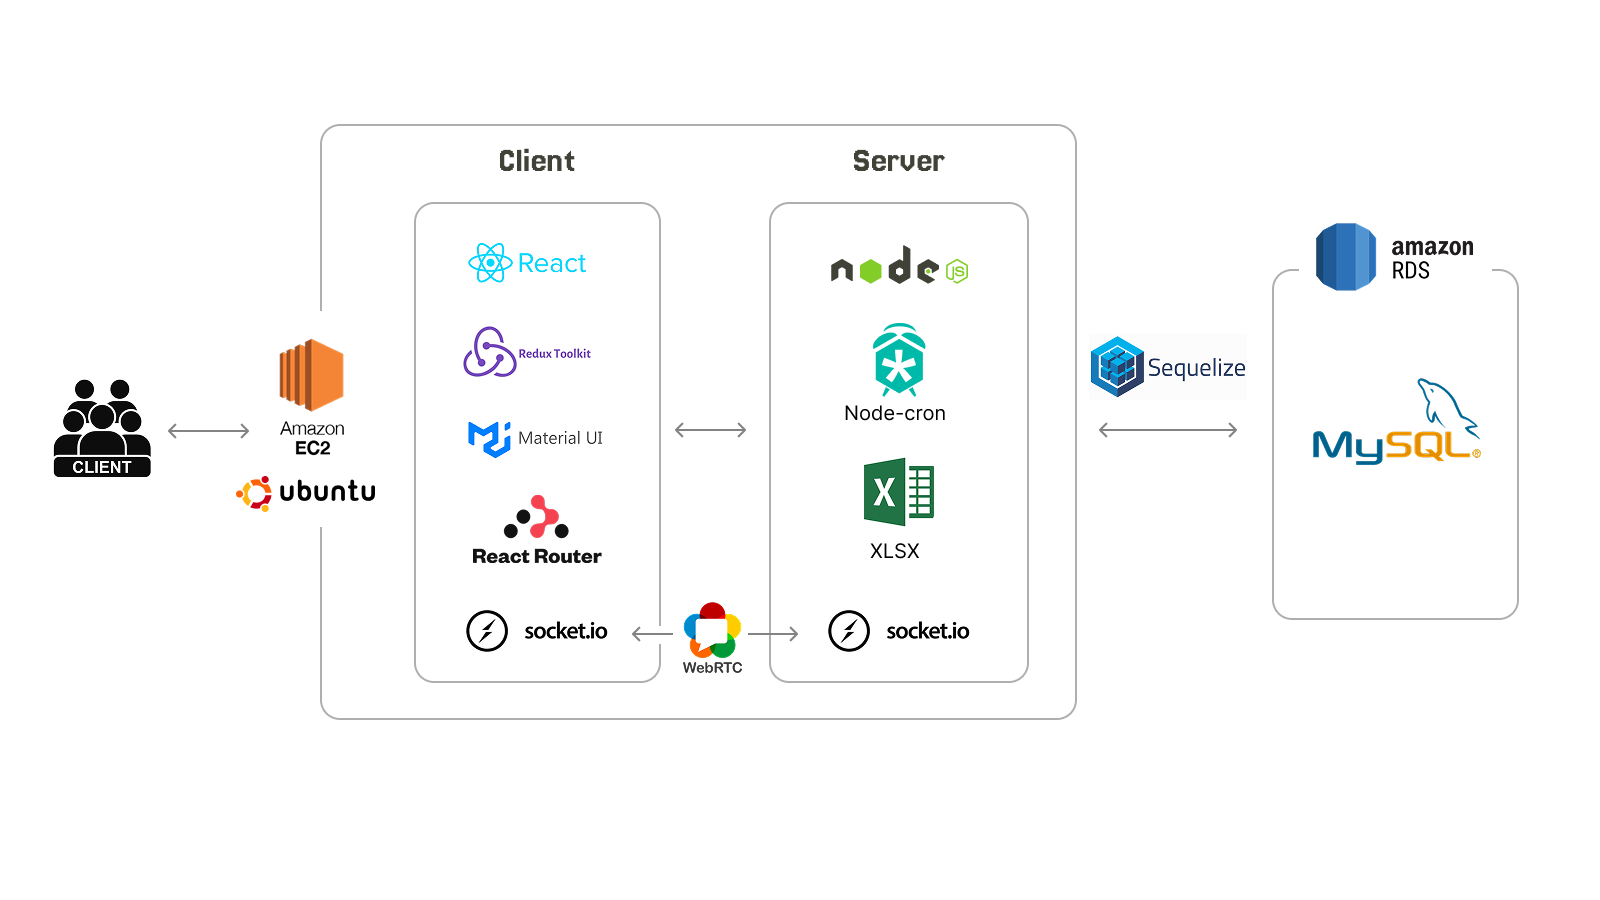 Client
Server
React
Redux Toolkit
Material UI
React Router
socket.io
node
JS
Node-cron
X
XLSX
socket.io
WebRTC
CLIENT
Amazon
EC2
ubuntu
Sequelize
amazon
RDS
MySQL®